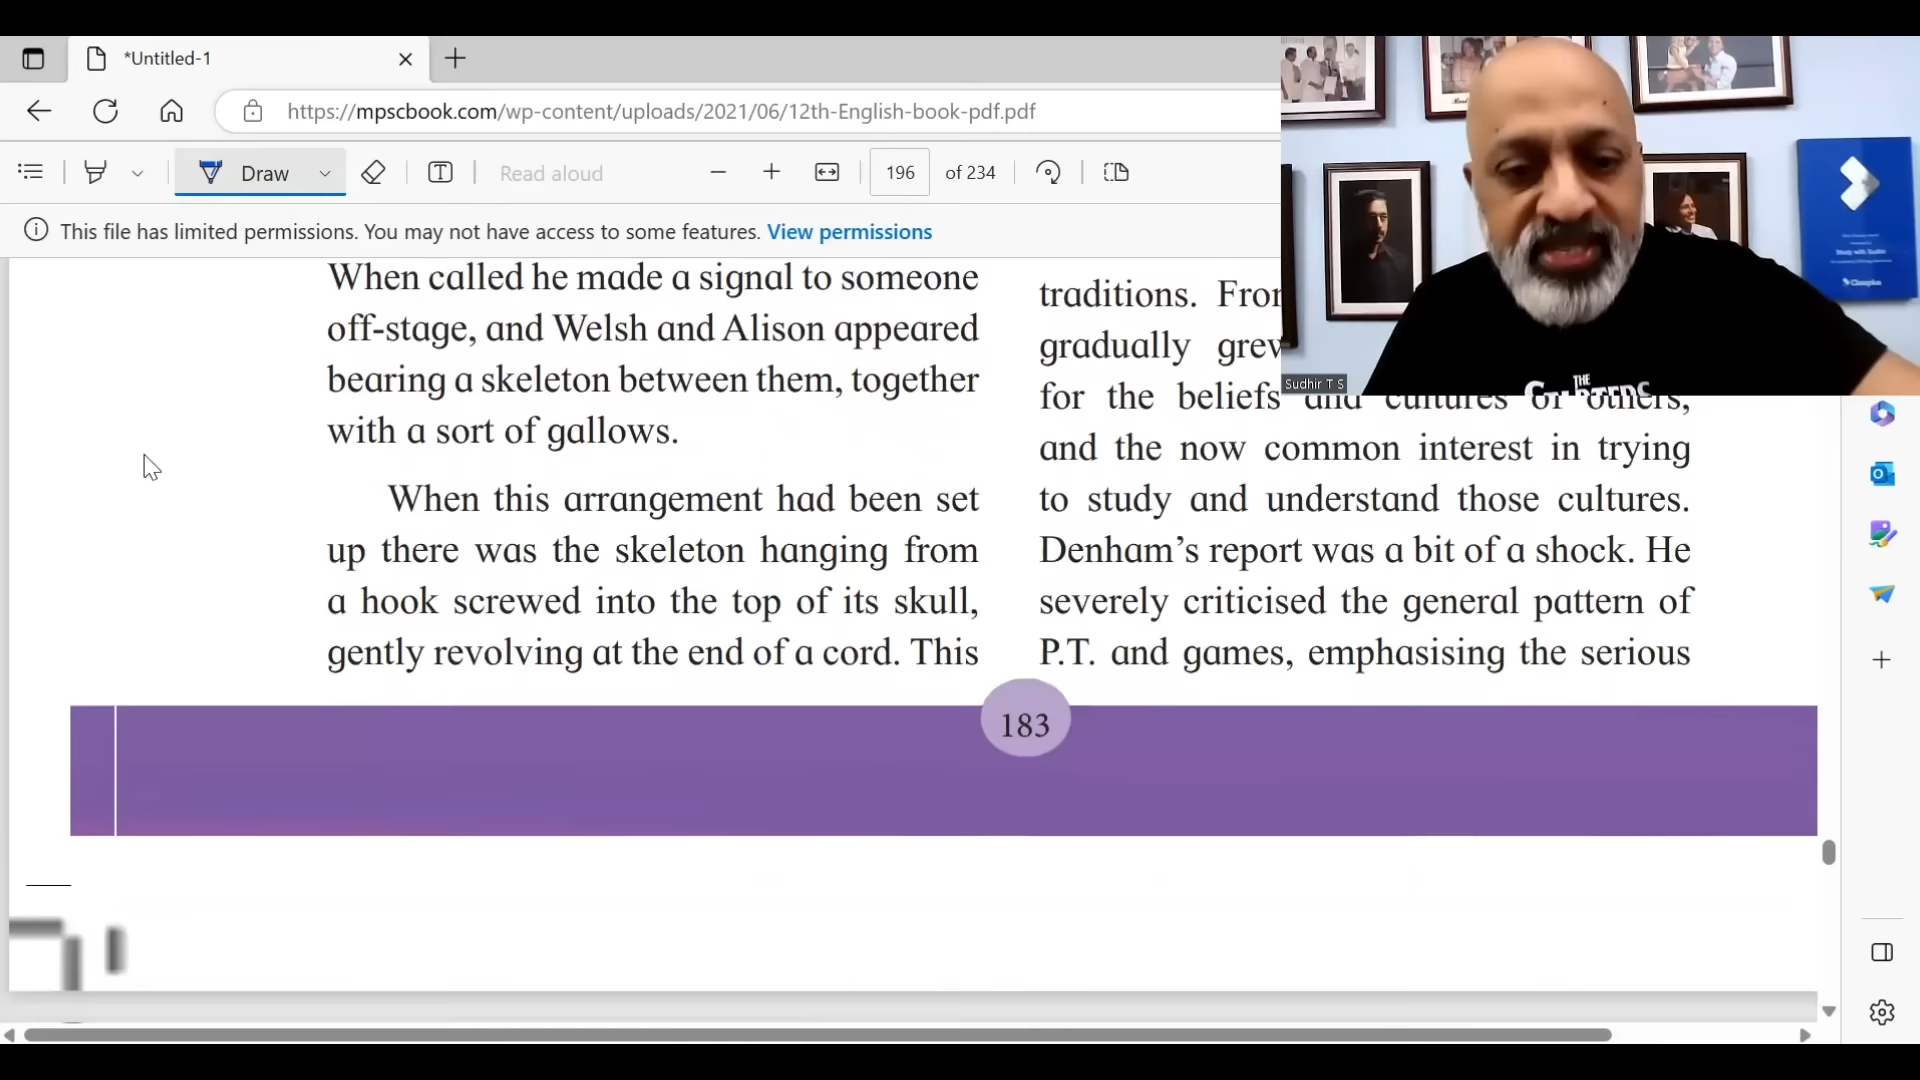 *Untitled-1
https://mpscbook.com/wp-content/uploads/2021/06/12th-English-book-pdf.pdf
Draw
Read aloud
196 of 234
This file has limited permissions. You may not have access to some features. View permissions
When called he made a signal to someone
off-stage, and Welsh and Alison appeared
bearing a skeleton between them, together
with a sort of gallows.
When this arrangement had been set
up there was the skeleton hanging from
a hook screwed into the top of its skull,
gently revolving at the end of a cord. This
traditions.
gradually
for the beliefs and cultures of others,
and the now common interest in trying
to study and understand those cultures.
Denham's report was a bit of a shock. He
severely criticised the general pattern of
P.T. and games, emphasising the serious
183
Sudhir T S
THE